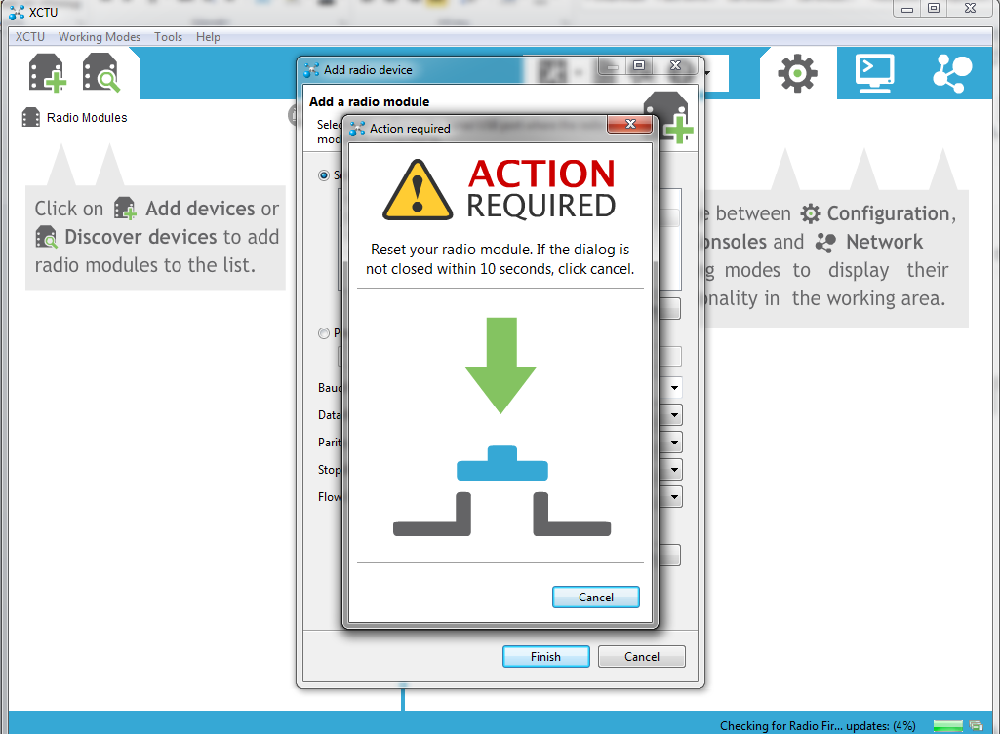 XCTU
XCTU Working Modes Tools Help
Radio Modules
Click on Add devices or
Discover devices to add
radio modules to the list.
Add radio device
Add a radio module
Action required
ACTION
REQUIRED
Reset your radio module. If the dialog is
not closed within 10 seconds, click cancel.
Cancel
Baud
Data
Parit
Stop
Flow
Finish Cancel
e between Configuration,
onsoles and Network
g modes to display their
onality in the working area.
Checking for Radio Fir... updates: (4%)